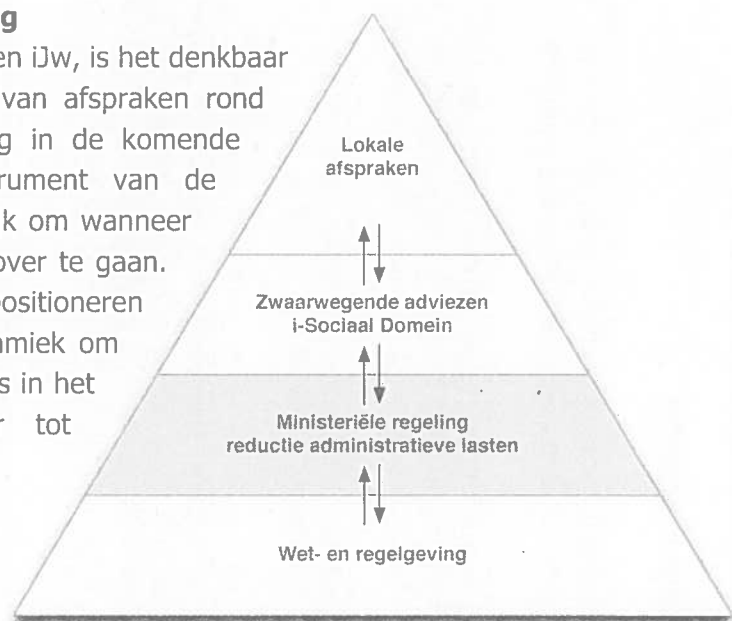 g
en iJw, is het denkbaar
van afspraken rond
g in de komende
rument van de
k om wanneer
over te gaan.
ositioneren
amiek om
s in het
r tot
Lokale
afspraken
Zwaarwegende adviezen
i-Sociaal Domein
Ministeriële regeling
reductie administratieve lasten
Wet- en regelgeving